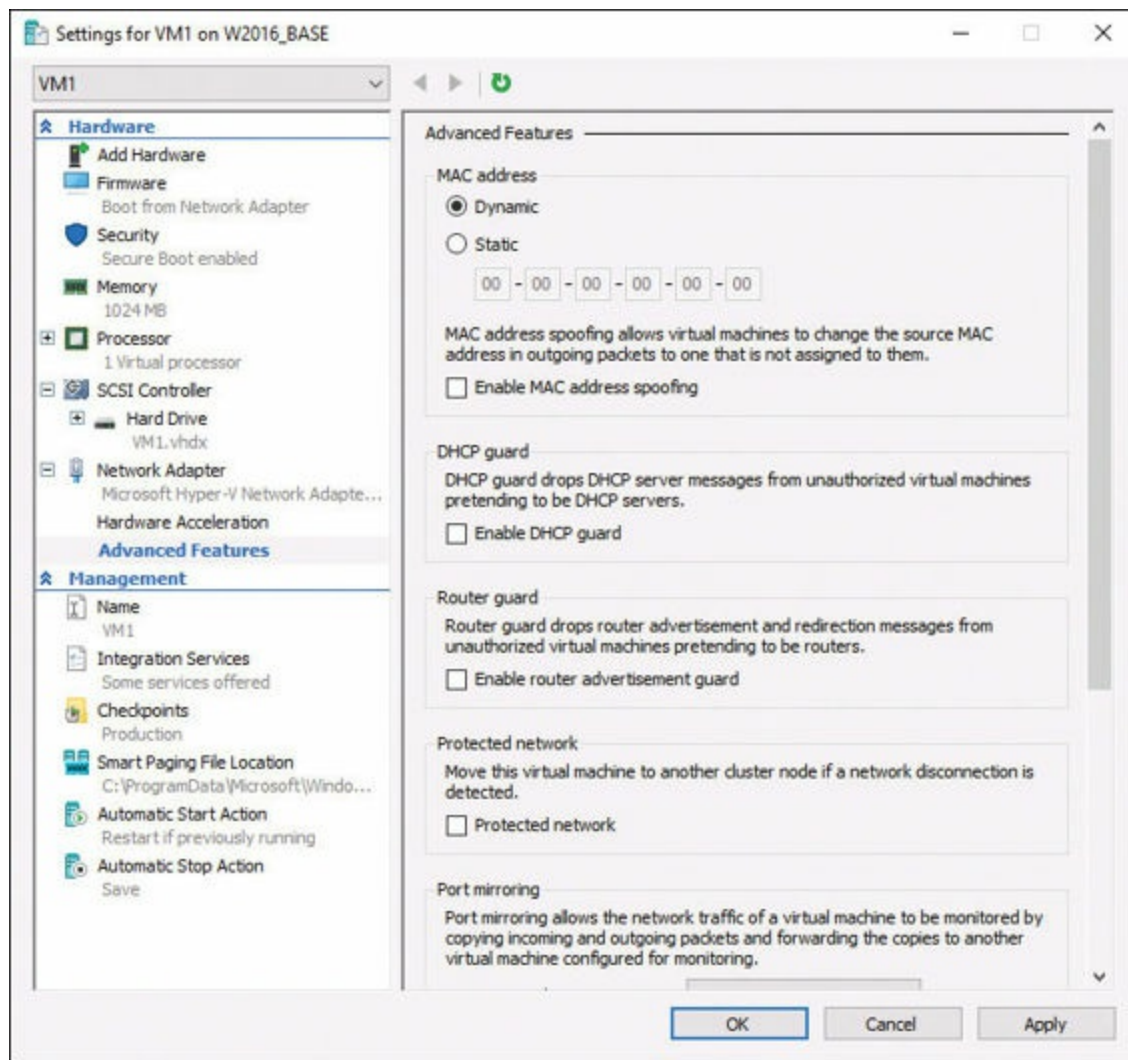 Settings for VM1 on W2016_BASE
VM1
Hardware
Add Hardware
Firmware
Boot from Network Adapter
Security
Secure Boot enabled
Memory
1024 MB
Processor
1 Virtual processor
SCSI Controller
Hard Drive
VM1.vhdx
Network Adapter
Microsoft Hyper-V Network Adapte...
Hardware Acceleration
Advanced Features
Management
Name
VM1
Integration Services
Some services offered
Checkpoints
Production
Smart Paging File Location
C:\ProgramData\Microsoft\Windo...
Automatic Start Action
Restart if previously running
Automatic Stop Action
Save
Advanced Features
MAC address
Dynamic
Static
00 - 00 - 00 - 00 - 00 - 00
MAC address spoofing allows virtual machines to change the source MAC
address in outgoing packets to one that is not assigned to them.
Enable MAC address spoofing
DHCP guard
DHCP guard drops DHCP server messages from unauthorized virtual machines
pretending to be DHCP servers.
Enable DHCP guard
Router guard
Router guard drops router advertisement and redirection messages from
unauthorized virtual machines pretending to be routers.
Enable router advertisement guard
Protected network
Move this virtual machine to another cluster node if a network disconnection is
detected.
Protected network
Port mirroring
Port mirroring allows the network traffic of a virtual machine to be monitored by
copying incoming and outgoing packets and forwarding the copies to another
virtual machine configured for monitoring.
OK
Cancel
Apply